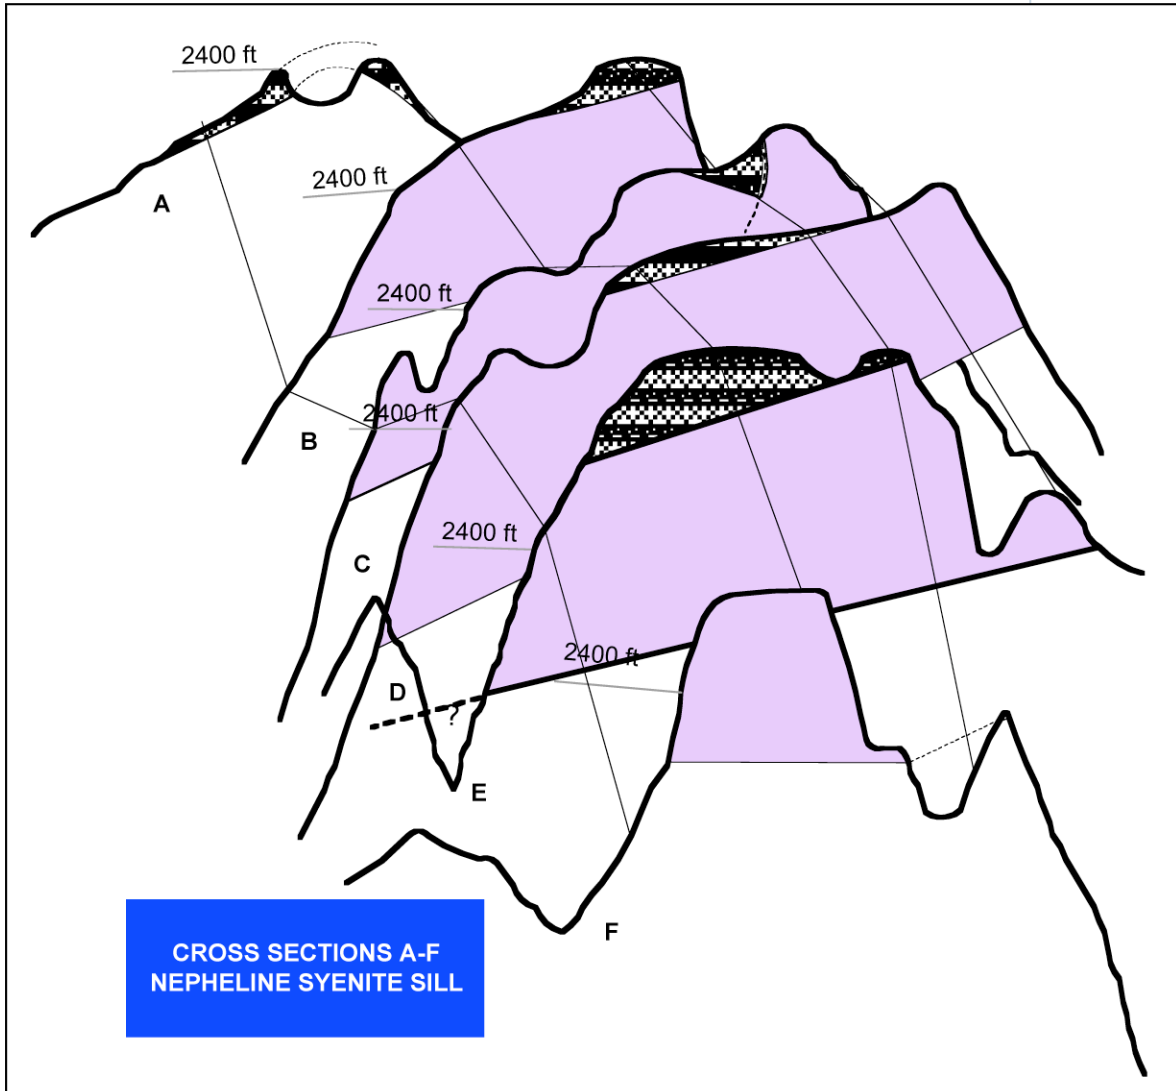 2400 ft
A
2400 ft
B
2400 ft
2400 ft
C
2400 ft
D
?
E
2400 ft
F
CROSS SECTIONS A-F
NEPHELINE SYENITE SILL